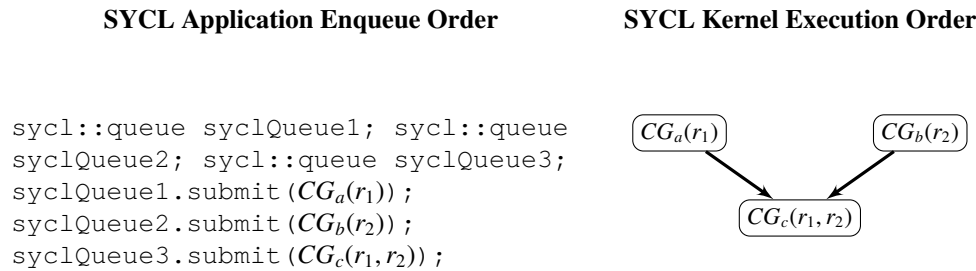 SYCL Application Enqueue Order
SYCL Kernel Execution Order
sycl::queue syclQueue1; sycl::queue
syclQueue2; sycl::queue syclQueue3;
syclQueue1.submit(CGa(r1));
syclQueue2.submit(CGb(r2));
syclQueue3.submit(CGc(r1, r2));
CGa(r1)
CGb(r2)
CGc(r1, r2)